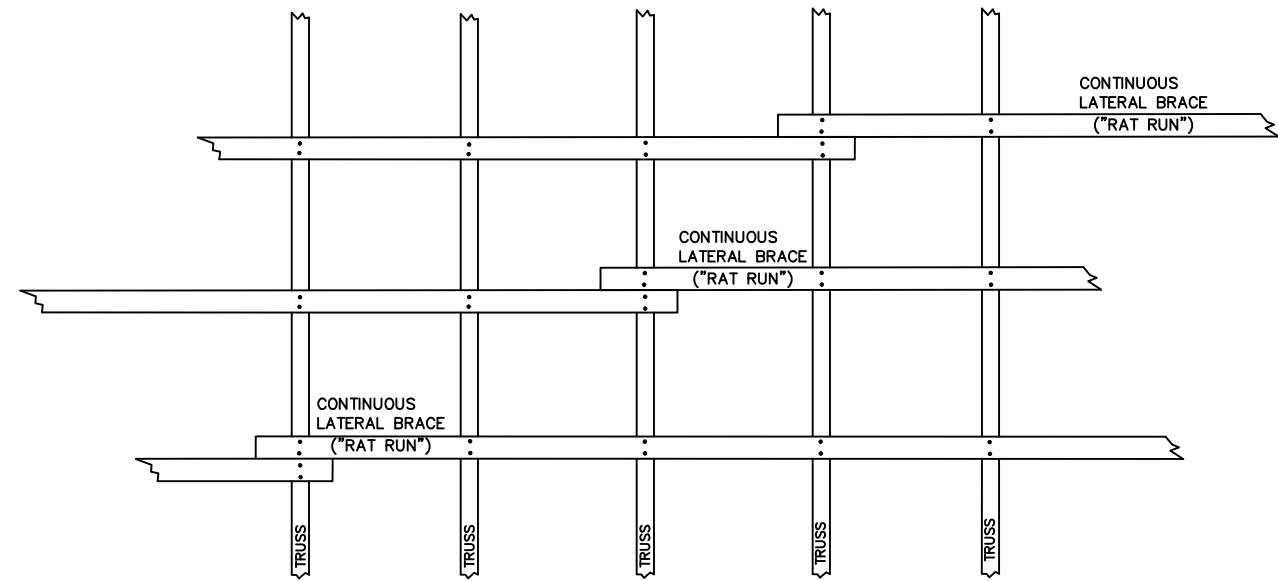 CONTINUOUS
LATERAL BRACE
("RAT RUN")
CONTINUOUS
LATERAL BRACE
("RAT RUN")
CONTINUOUS
LATERAL BRACE
("RAT RUN")
TRUSS
TRUSS
TRUSS
TRUSS
TRUSS